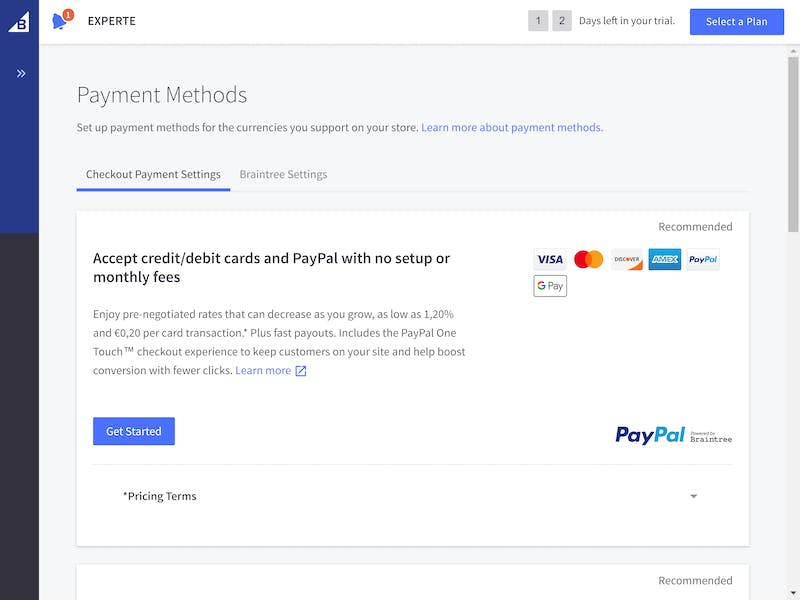 B
1
EXPERTE
1 2 Days left in your trial.
Select a Plan
Payment Methods
Set up payment methods for the currencies you support on your store. Learn more about payment methods.
Checkout Payment Settings
Braintree Settings
Recommended
Accept credit/debit cards and PayPal with no setup or
monthly fees
VISA
DISCOVER
AMEX
PayPal
G Pay
Enjoy pre-negotiated rates that can decrease as you grow, as low as 1,20%
and €0,20 per card transaction.* Plus fast payouts. Includes the PayPal One
Touch™ checkout experience to keep customers on your site and help boost
conversion with fewer clicks. Learn more
Get Started
PayPal
Powered by
Braintree
*Pricing Terms
Recommended